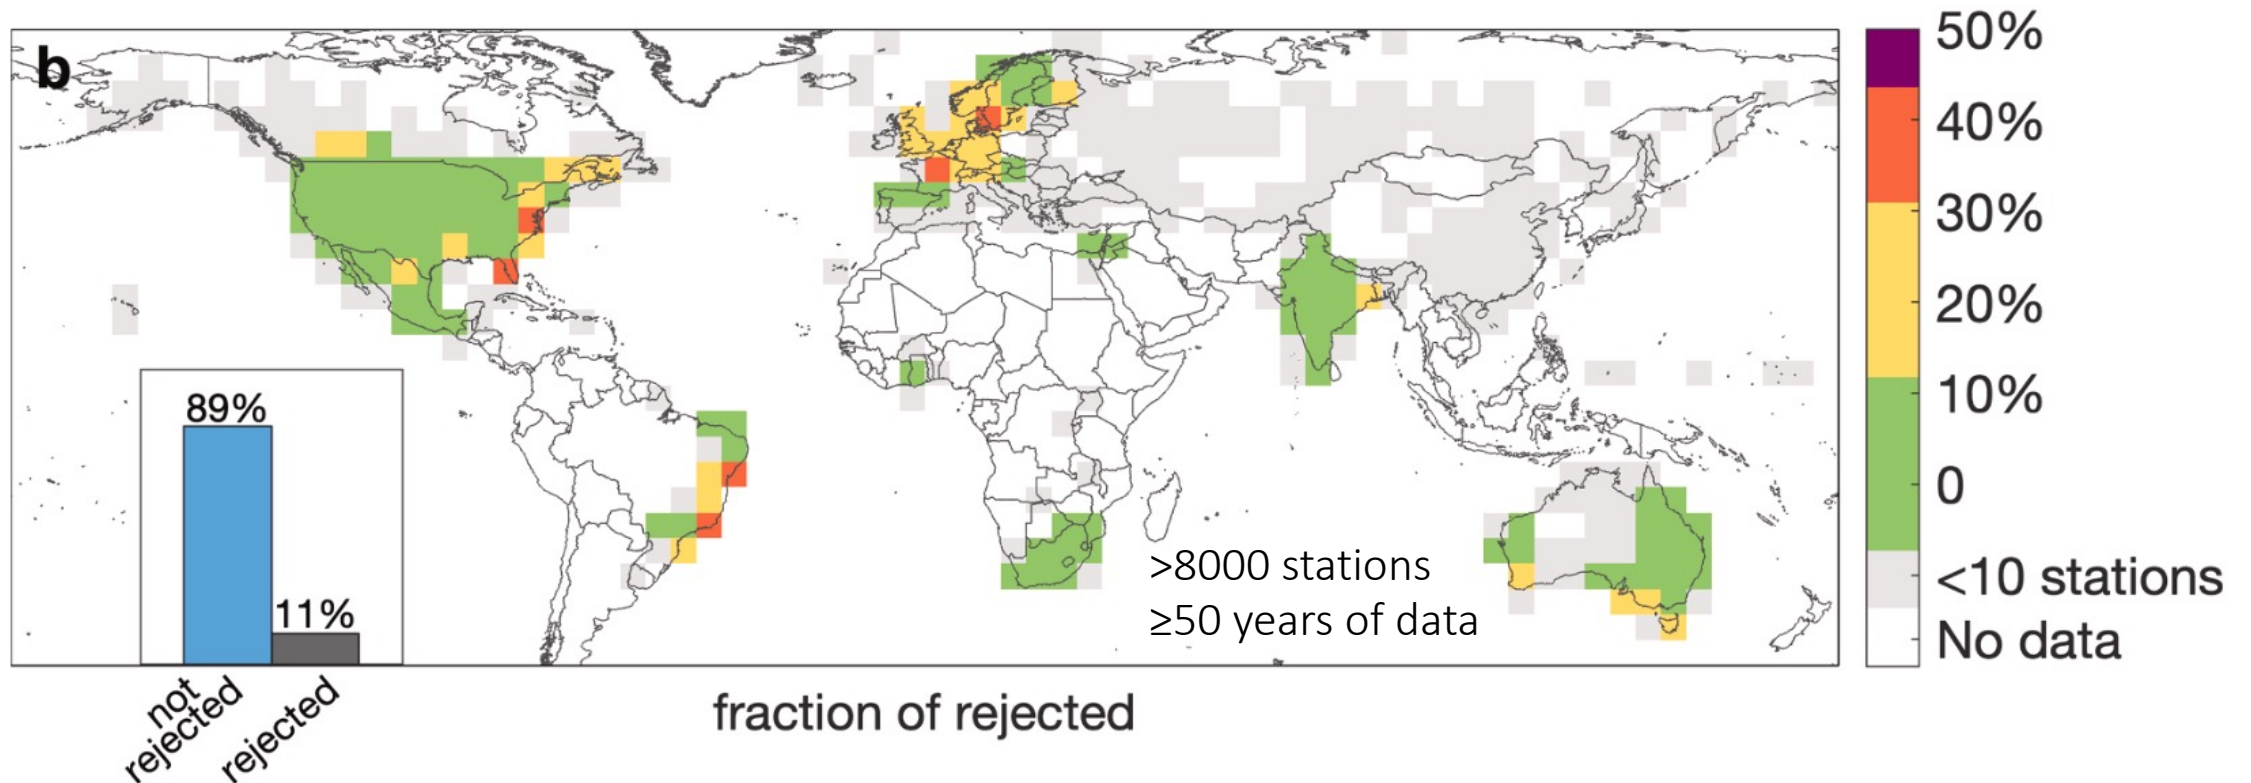 b
50%
40%
30%
20%
10%
0
<10 stations
No data
89%
11%
not
rejected
rejected
>8000 stations
≥50 years of data
fraction of rejected